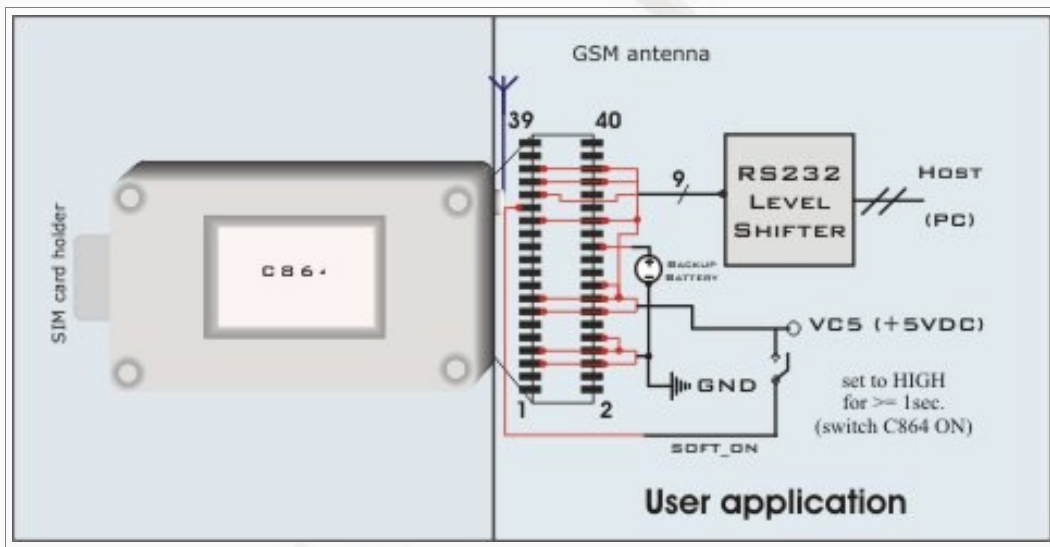 GSM antenna
39
40
9
RS232
LEVEL
SHIFTER
HOST
(PC)
SIM card holder
C864
BACKUP
BATTERY
VC5 (+5VDC)
GND
set to HIGH
for >= 1sec.
(switch C864 ON)
1
2
SOFT_ON
User application